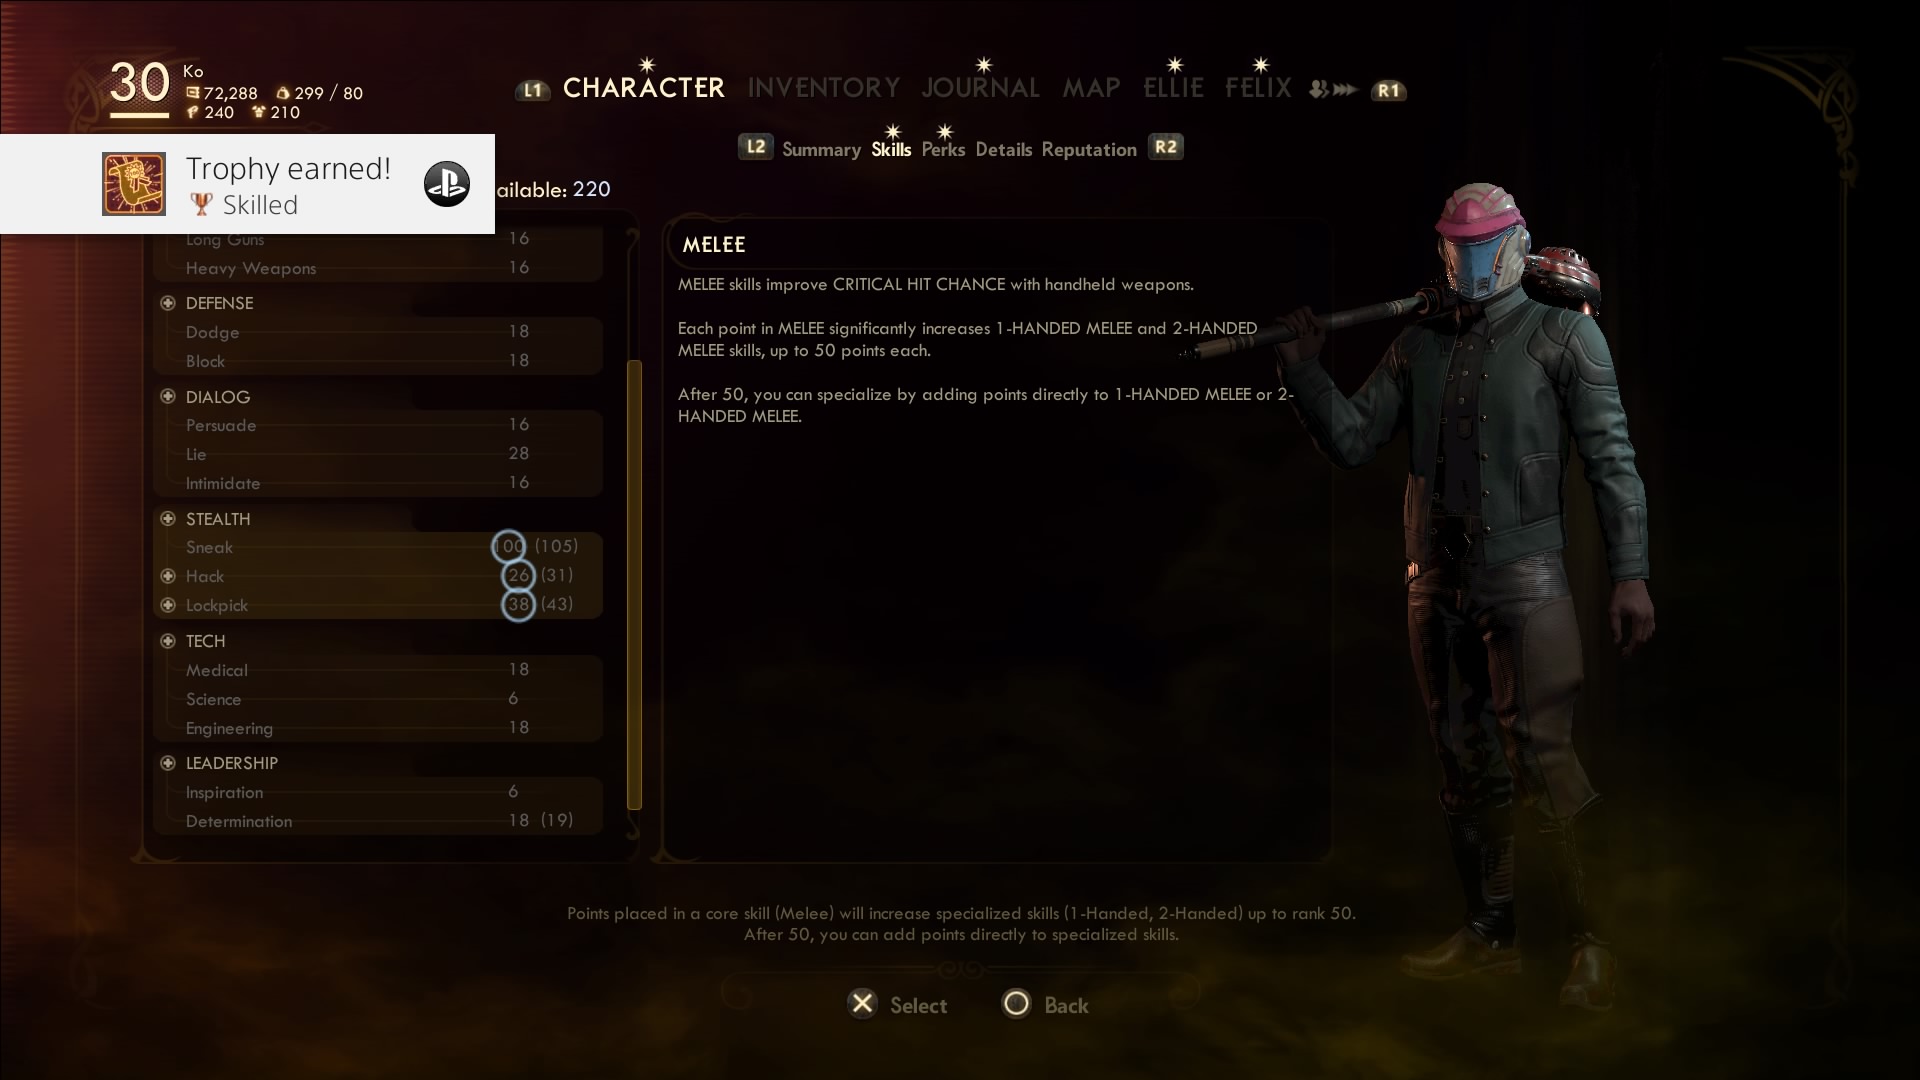 30
Ko
72,288 299 / 80
240 210
L1 CHARACTER INVENTORY JOURNAL MAP ELLIE FELIX R1
L2 Summary Skills Perks Details Reputation R2
Trophy earned!
Skilled
ailable: 220
Long Guns 16
Heavy Weapons 16
DEFENSE
Dodge 18
Block 18
DIALOG
Persuade 16
Lie 28
Intimidate 16
STEALTH
Sneak 100 (105)
Hack 26 (31)
Lockpick 38 (43)
TECH
Medical 18
Science 6
Engineering 18
LEADERSHIP
Inspiration 6
Determination 18 (19)
MELEE
MELEE skills improve CRITICAL HIT CHANCE with handheld weapons.
Each point in MELEE significantly increases 1-HANDED MELEE and 2-HANDED
MELEE skills, up to 50 points each.
After 50, you can specialize by adding points directly to 1-HANDED MELEE or 2-
HANDED MELEE.
Points placed in a core skill (Melee) will increase specialized skills (1-Handed, 2-Handed) up to rank 50.
After 50, you can add points directly to specialized skills.
Select Back